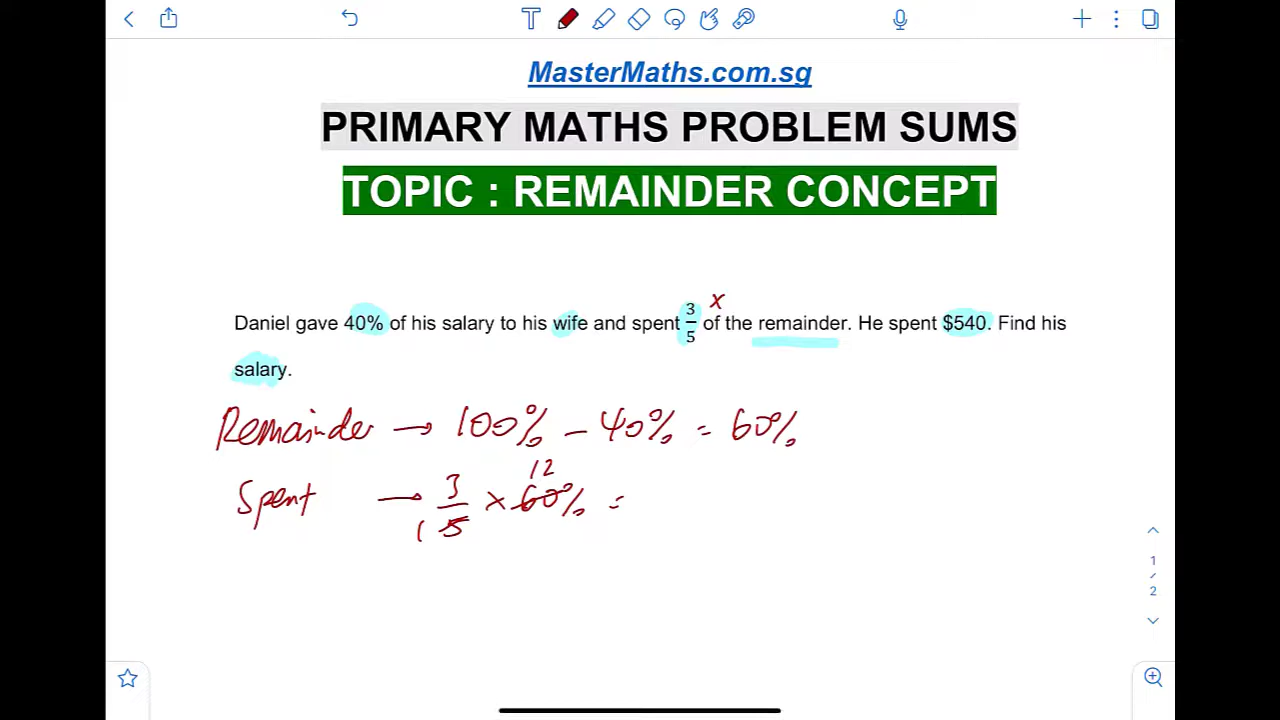 MasterMaths.com.sg
PRIMARY MATHS PROBLEM SUMS
TOPIC : REMAINDER CONCEPT
x
Daniel gave 40% of his salary to his wife and spent 3/5 of the remainder. He spent $540. Find his
salary.
Remainder → 100% - 40% = 60%
12
Spent → 3/5 x 60% =
1
1
/
2